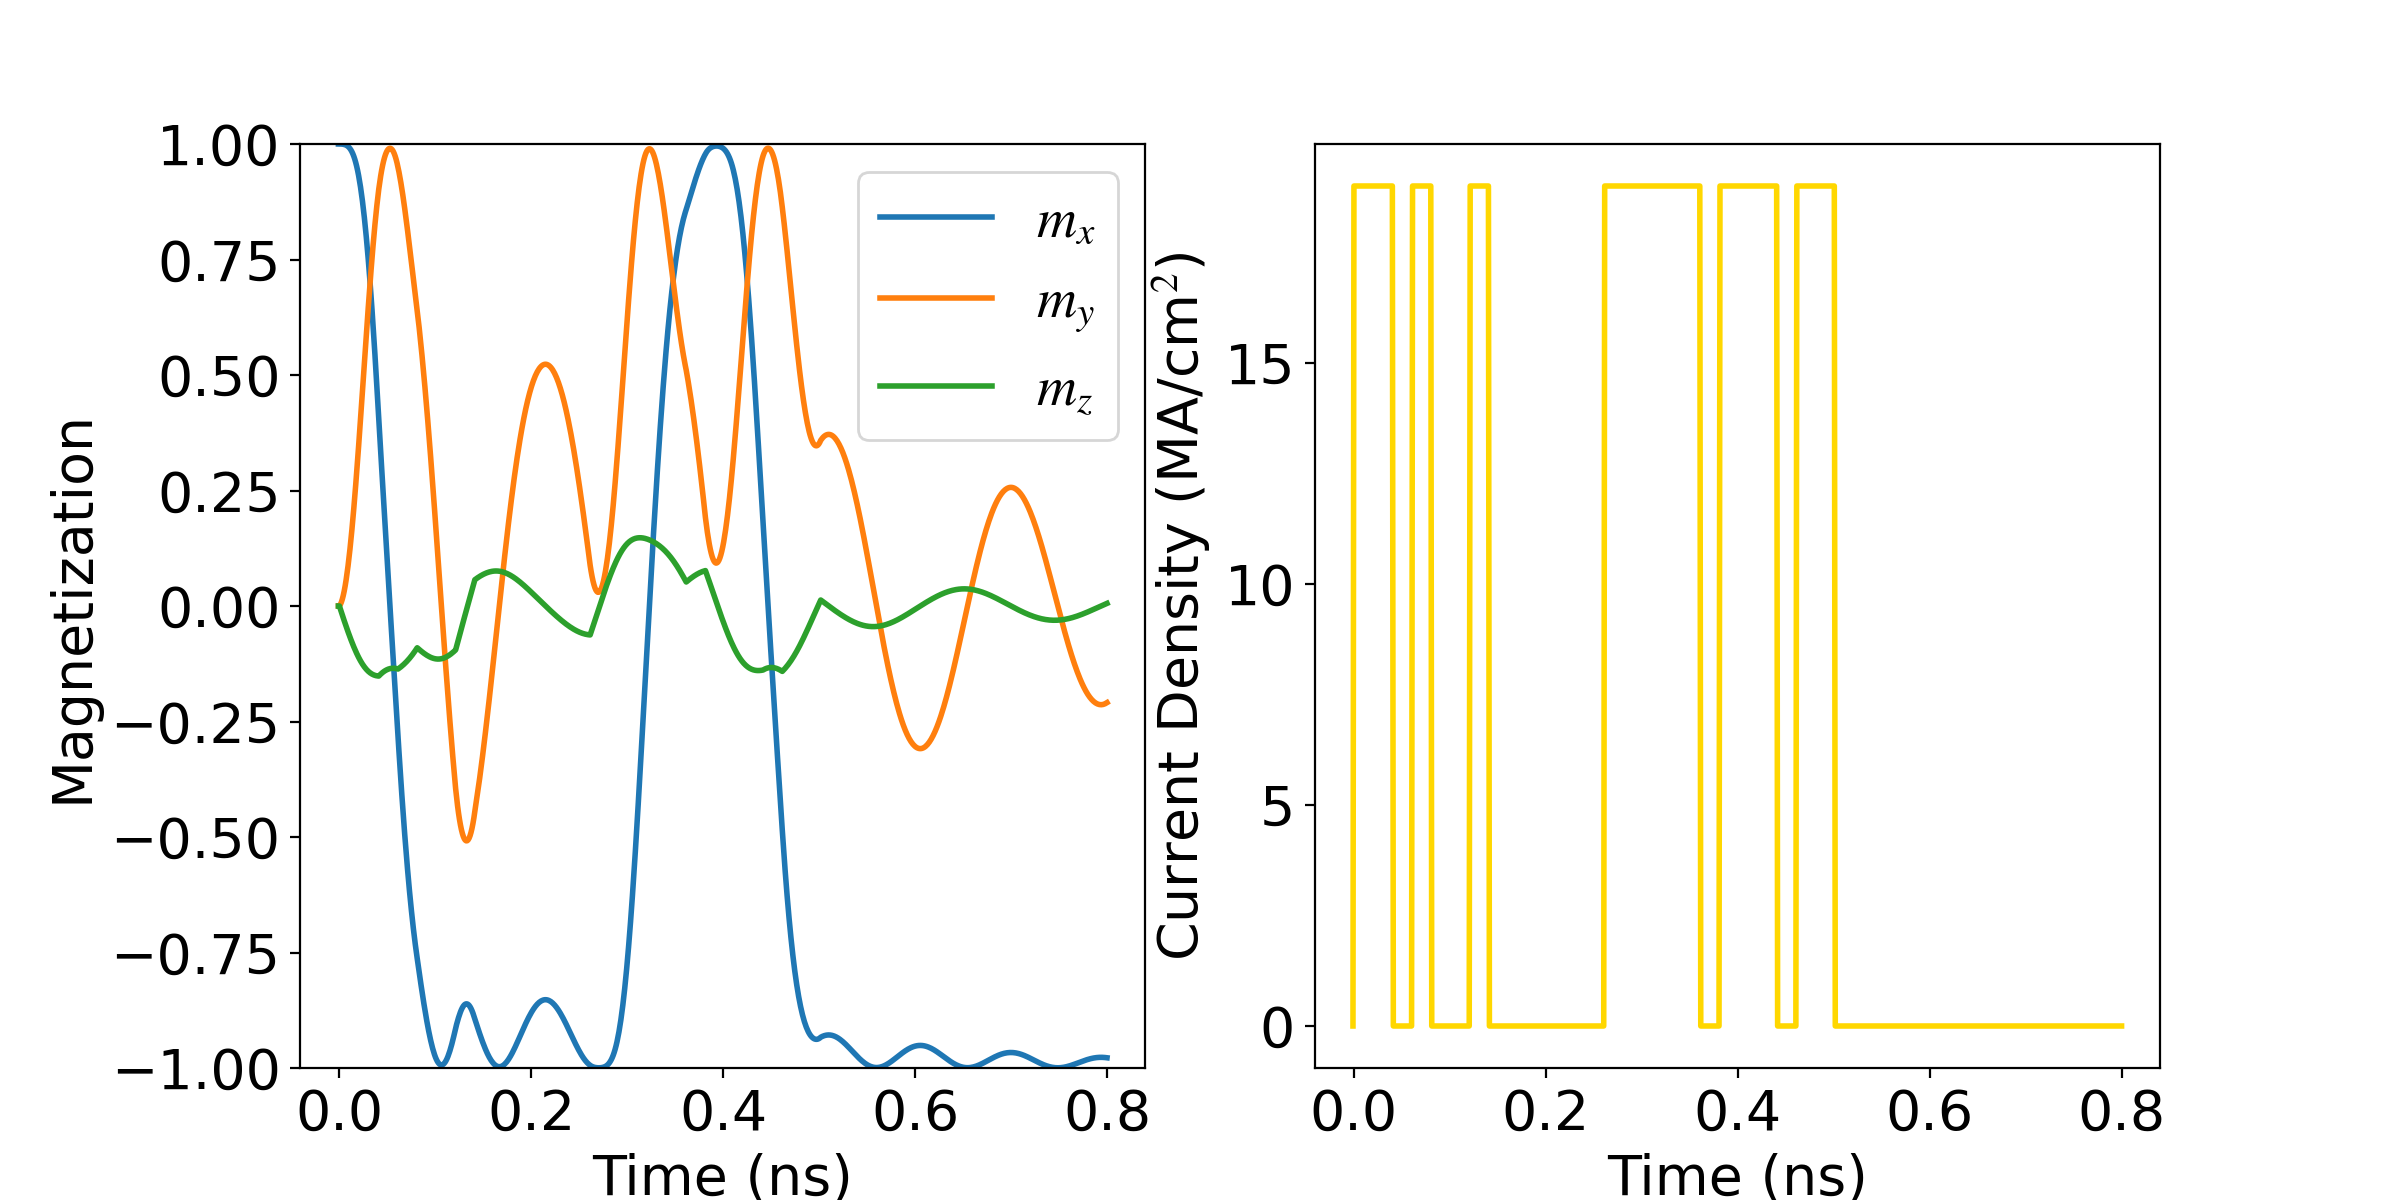 Magnetization
1.00
0.75
0.50
0.25
0.00
−0.25
−0.50
−0.75
−1.00
0.0 0.2 0.4 0.6 0.8
Time (ns)
m_x
m_y
m_z
Current Density (MA/cm²)
15
10
5
0
0.0 0.2 0.4 0.6 0.8
Time (ns)